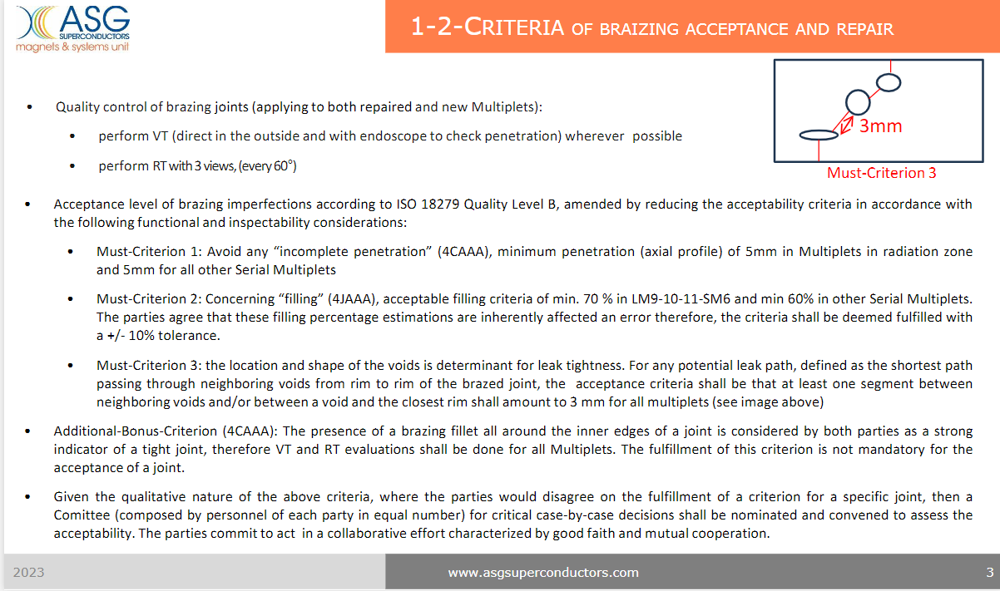 ASG
SUPERCONDUCTORS
magnets & systems unit
1-2-CRITERIA OF BRAIZING ACCEPTANCE AND REPAIR
3mm
Must-Criterion 3
• Quality control of brazing joints (applying to both repaired and new Multiplets):
• perform VT (direct in the outside and with endoscope to check penetration) wherever possible
• perform RT with 3 views, (every 60°)
• Acceptance level of brazing imperfections according to ISO 18279 Quality Level B, amended by reducing the acceptability criteria in accordance with
the following functional and inspectability considerations:
• Must-Criterion 1: Avoid any “incomplete penetration” (4CAAA), minimum penetration (axial profile) of 5mm in Multiplets in radiation zone
and 5mm for all other Serial Multiplets
• Must-Criterion 2: Concerning “filling” (4JAAA), acceptable filling criteria of min. 70 % in LM9-10-11-SM6 and min 60% in other Serial Multiplets.
The parties agree that these filling percentage estimations are inherently affected an error therefore, the criteria shall be deemed fulfilled with
a +/- 10% tolerance.
• Must-Criterion 3: the location and shape of the voids is determinant for leak tightness. For any potential leak path, defined as the shortest path
passing through neighboring voids from rim to rim of the brazed joint, the acceptance criteria shall be that at least one segment between
neighboring voids and/or between a void and the closest rim shall amount to 3 mm for all multiplets (see image above)
• Additional-Bonus-Criterion (4CAAA): The presence of a brazing fillet all around the inner edges of a joint is considered by both parties as a strong
indicator of a tight joint, therefore VT and RT evaluations shall be done for all Multiplets. The fulfillment of this criterion is not mandatory for the
acceptance of a joint.
• Given the qualitative nature of the above criteria, where the parties would disagree on the fulfillment of a criterion for a specific joint, then a
Comittee (composed by personnel of each party in equal number) for critical case-by-case decisions shall be nominated and convened to assess the
acceptability. The parties commit to act in a collaborative effort characterized by good faith and mutual cooperation.
2023
www.asgsuperconductors.com
3